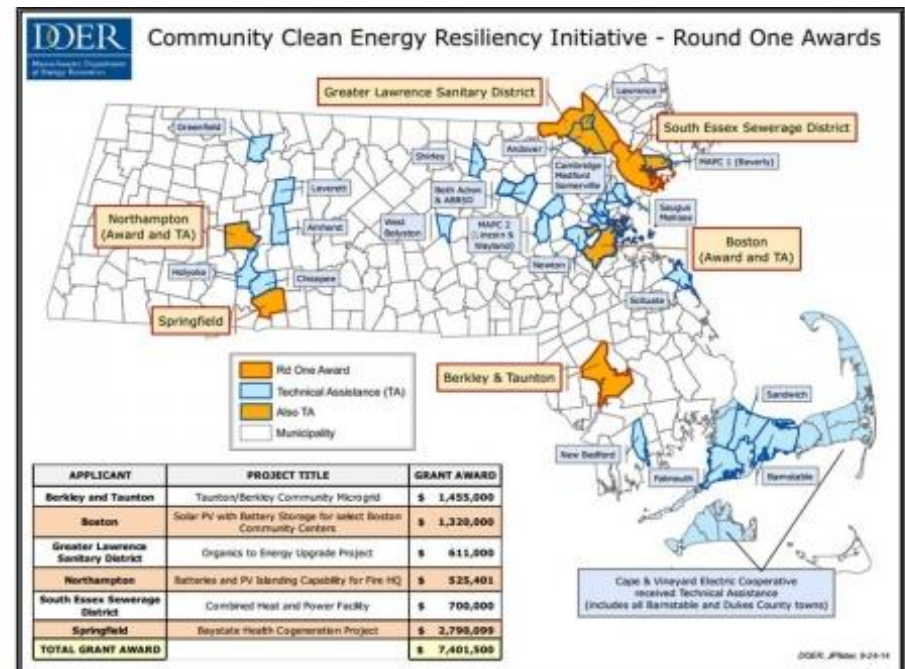 DOER
Massachusetts Department
of Energy Resources
Community Clean Energy Resiliency Initiative - Round One Awards
Greater Lawrence Sanitary District
Lawrence
South Essex Sewerage District
Greenfield
Andover
Shirley
Cambridge
Medford
Somerville
MAPC 1 (Beverly)
Leverett
Both Acton
& ABRSD
Northampton
(Award and TA)
Amherst
West
Boylston
MAPC 2
(Lincoln &
Wayland)
Saugus
Melrose
Boston
(Award and TA)
Newton
Holyoke
Chicopee
Scituate
Springfield
Rd One Award
Technical Assistance (TA)
Also TA
Municipality
Berkley & Taunton
Sandwich
New Bedford
Falmouth
Barnstable
APPLICANT PROJECT TITLE GRANT AWARD
Berkley and Taunton Taunton/Berkley Community Microgrid $ 1,455,000
Boston Solar PV with Battery Storage for select Boston Community Centers $ 1,320,000
Greater Lawrence Sanitary District Organics to Energy Upgrade Project $ 611,000
Northampton Batteries and PV Islanding Capability for Fire HQ $ 525,401
South Essex Sewerage District Combined Heat and Power Facility $ 700,000
Springfield Baystate Health Cogeneration Project $ 2,790,099
TOTAL GRANT AWARD $ 7,401,500
Cape & Vineyard Electric Cooperative
received Technical Assistance
(includes all Barnstable and Dukes County towns)
DOER, 9-24-14